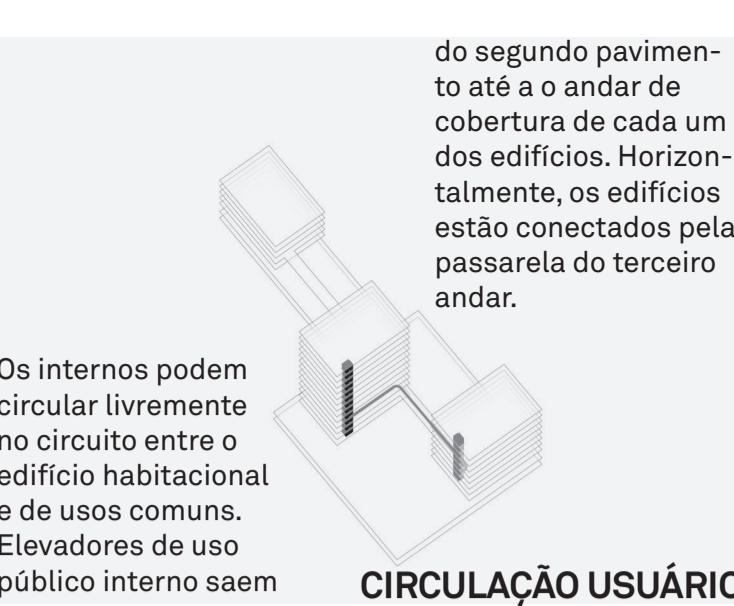 Os internos podem
circular livremente
no circuito entre o
edifício habitacional
e de usos comuns.
Elevadores de uso
público interno saem
do segundo pavimen-
to até a o andar de
cobertura de cada um
dos edifícios. Horizon-
talmente, os edifícios
estão conectados pela
passarela do terceiro
andar.
CIRCULAÇÃO USUÁRIO